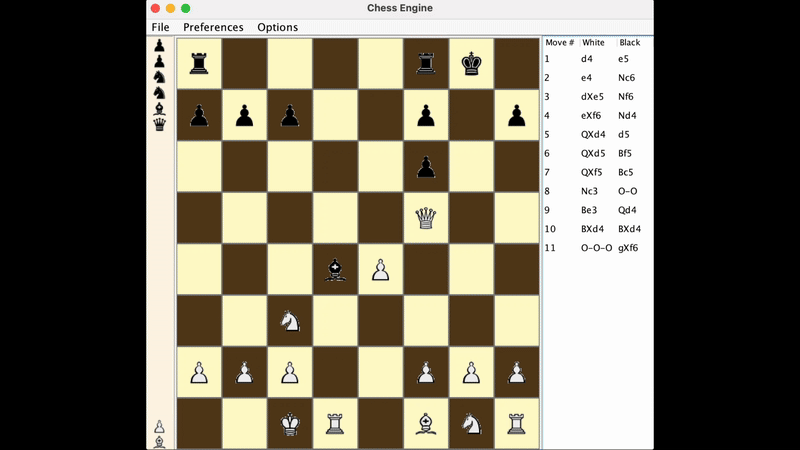 Chess Engine
File Preferences Options
Move # White Black
1 d4 e5
2 e4 Nc6
3 dXe5 Nf6
4 eXf6 Nd4
5 QXd4 d5
6 QXd5 Bf5
7 QXf5 Bc5
8 Nc3 O-O
9 Be3 Qd4
10 BXd4 BXd4
11 O-O-O gXf6